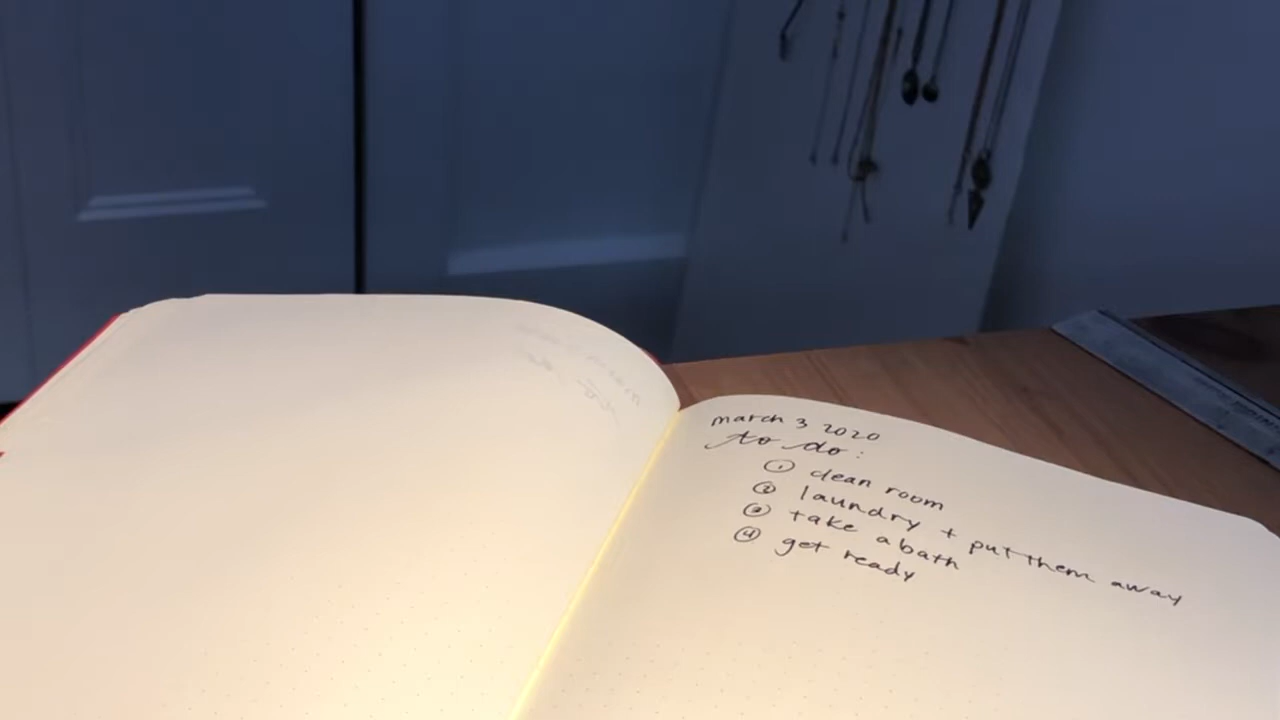 march 3 2020
to do:
① clean room
② laundry + put them away
③ take a bath
④ get ready